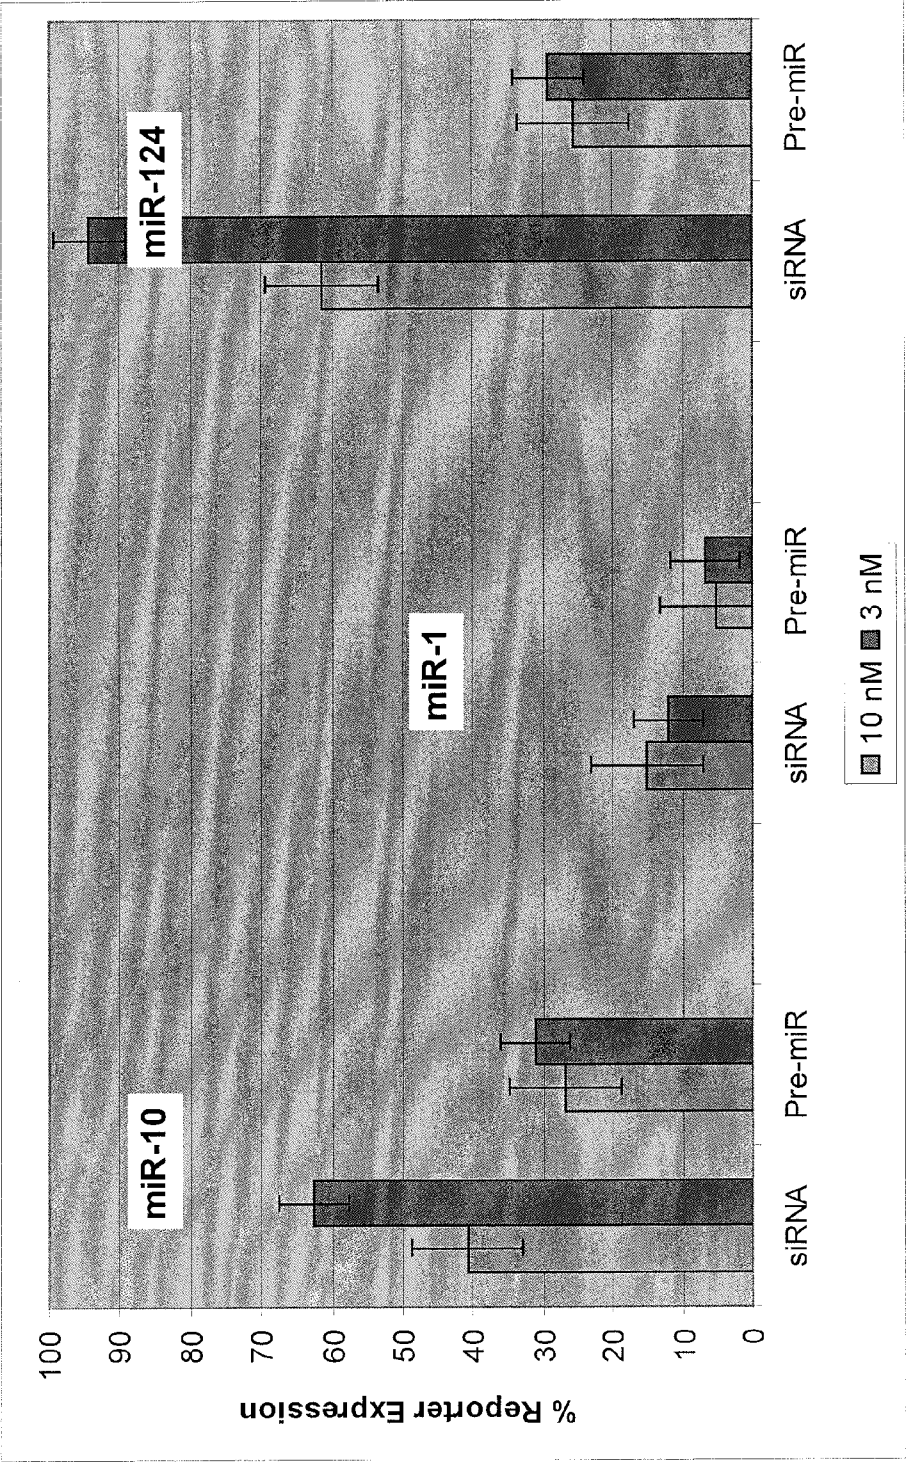 miR-10
miR-1
miR-124
% Reporter Expression
100
90
80
70
60
50
40
30
20
10
0
siRNA
Pre-miR
siRNA
Pre-miR
siRNA
Pre-miR
10 nM 3 nM